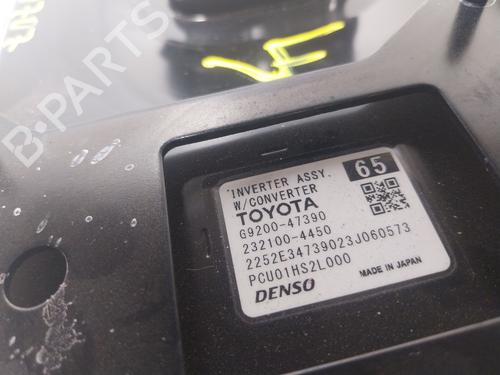 B-PARTS
65
INVERTER ASSY.
W/CONVERTER
TOYOTA
G9200-47390
232100-4450
2252E34739023J060573
PCU01HS2L000
DENSO MADE IN JAPAN